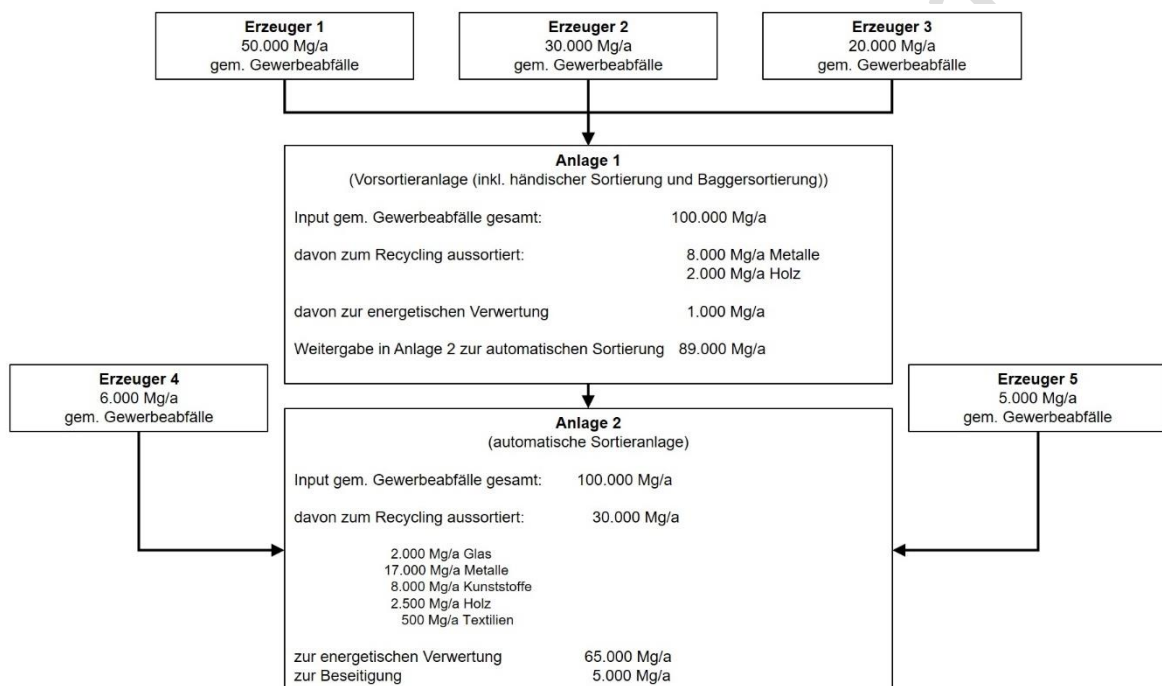 Erzeuger 1
50.000 Mg/a
gem. Gewerbeabfälle
Erzeuger 2
30.000 Mg/a
gem. Gewerbeabfälle
Erzeuger 3
20.000 Mg/a
gem. Gewerbeabfälle
Anlage 1
(Vorsortieranlage (inkl. händischer Sortierung und Baggersortierung))
Input gem. Gewerbeabfälle gesamt: 100.000 Mg/a
davon zum Recycling aussortiert: 8.000 Mg/a Metalle
2.000 Mg/a Holz
davon zur energetischen Verwertung 1.000 Mg/a
Weitergabe in Anlage 2 zur automatischen Sortierung 89.000 Mg/a
Erzeuger 4
6.000 Mg/a
gem. Gewerbeabfälle
Erzeuger 5
5.000 Mg/a
gem. Gewerbeabfälle
Anlage 2
(automatische Sortieranlage)
Input gem. Gewerbeabfälle gesamt: 100.000 Mg/a
davon zum Recycling aussortiert: 30.000 Mg/a
2.000 Mg/a Glas
17.000 Mg/a Metalle
8.000 Mg/a Kunststoffe
2.500 Mg/a Holz
500 Mg/a Textilien
zur energetischen Verwertung 65.000 Mg/a
zur Beseitigung 5.000 Mg/a